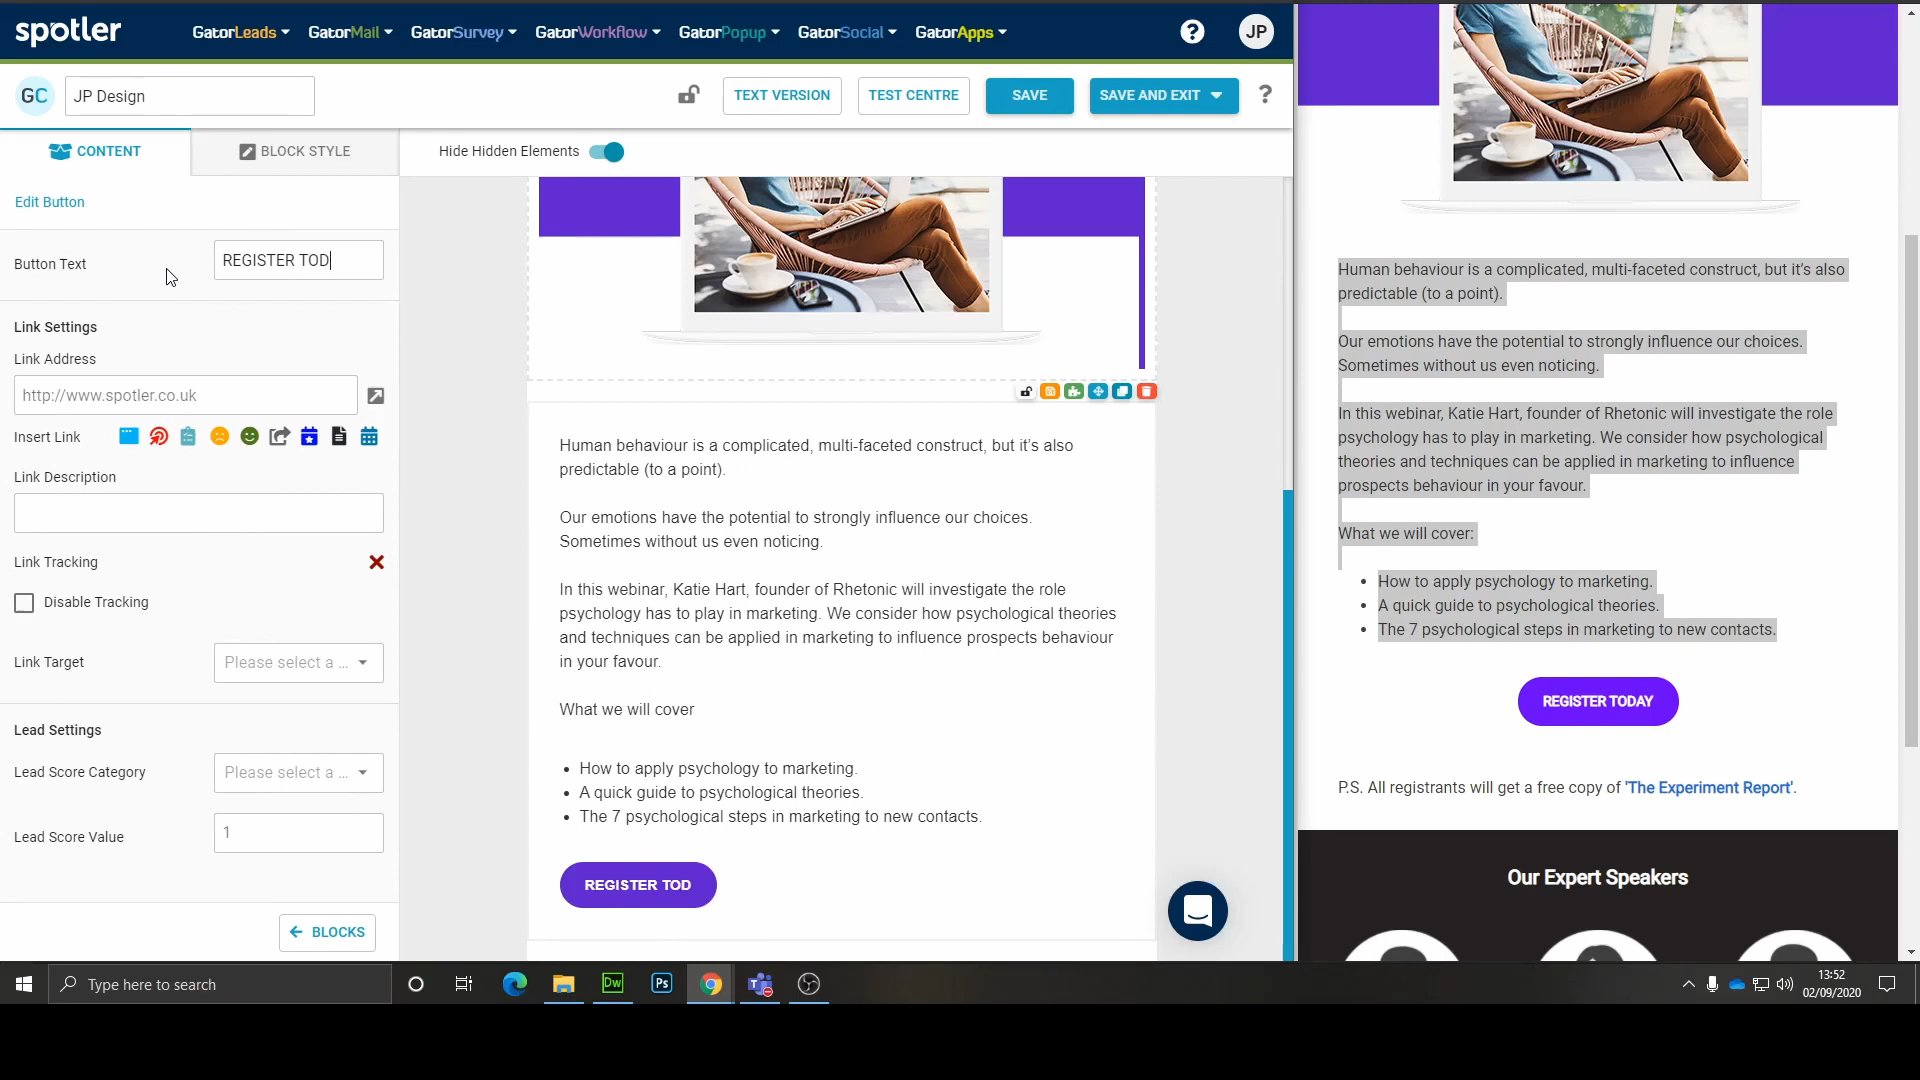 spotler
GatorLeads
GatorMail
GatorSurvey
GatorWorkflow
GatorPopup
GatorSocial
GatorApps
?
JP
GC
JP Design
TEXT VERSION
TEST CENTRE
SAVE
SAVE AND EXIT
?
CONTENT
BLOCK STYLE
Hide Hidden Elements
Edit Button
Button Text
REGISTER TOD
Link Settings
Link Address
http://www.spotler.co.uk
Insert Link
Link Description
Link Tracking
Disable Tracking
Link Target
Please select a ...
Lead Settings
Lead Score Category
Please select a ...
Lead Score Value
1
BLOCKS
Human behaviour is a complicated, multi-faceted construct, but it's also
predictable (to a point).
Our emotions have the potential to strongly influence our choices.
Sometimes without us even noticing.
In this webinar, Katie Hart, founder of Rhetonic will investigate the role
psychology has to play in marketing. We consider how psychological theories
and techniques can be applied in marketing to influence prospects behaviour
in your favour.
What we will cover
• How to apply psychology to marketing.
• A quick guide to psychological theories.
• The 7 psychological steps in marketing to new contacts.
REGISTER TOD
Human behaviour is a complicated, multi-faceted construct, but it's also
predictable (to a point).
Our emotions have the potential to strongly influence our choices.
Sometimes without us even noticing.
In this webinar, Katie Hart, founder of Rhetonic will investigate the role
psychology has to play in marketing. We consider how psychological
theories and techniques can be applied in marketing to influence
prospects behaviour in your favour.
What we will cover:
• How to apply psychology to marketing.
• A quick guide to psychological theories.
• The 7 psychological steps in marketing to new contacts.
REGISTER TODAY
P.S. All registrants will get a free copy of 'The Experiment Report'.
Our Expert Speakers
Type here to search
Dw
Ps
13:52
02/09/2020